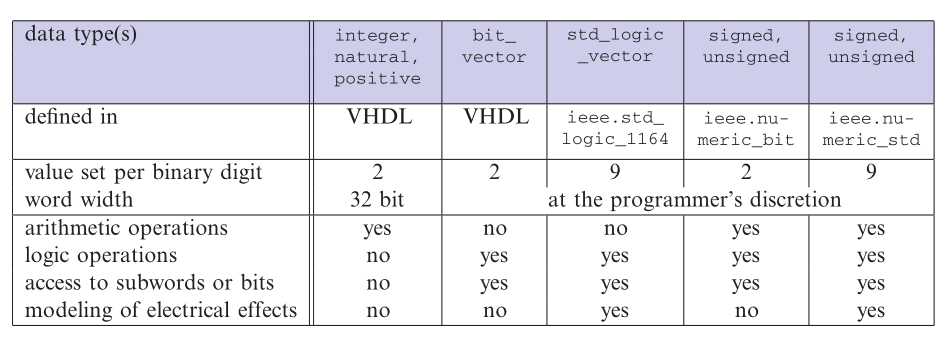 data type(s) integer, natural, positive bit_ vector std_logic _vector signed, unsigned signed, unsigned
defined in VHDL VHDL ieee.std_ logic_1164 ieee.nu- meric_bit ieee.nu- meric_std
value set per binary digit 2 2 9 2 9
word width 32 bit at the programmer's discretion
arithmetic operations yes no no yes yes
logic operations no yes yes yes yes
access to subwords or bits no yes yes yes yes
modeling of electrical effects no no yes no yes